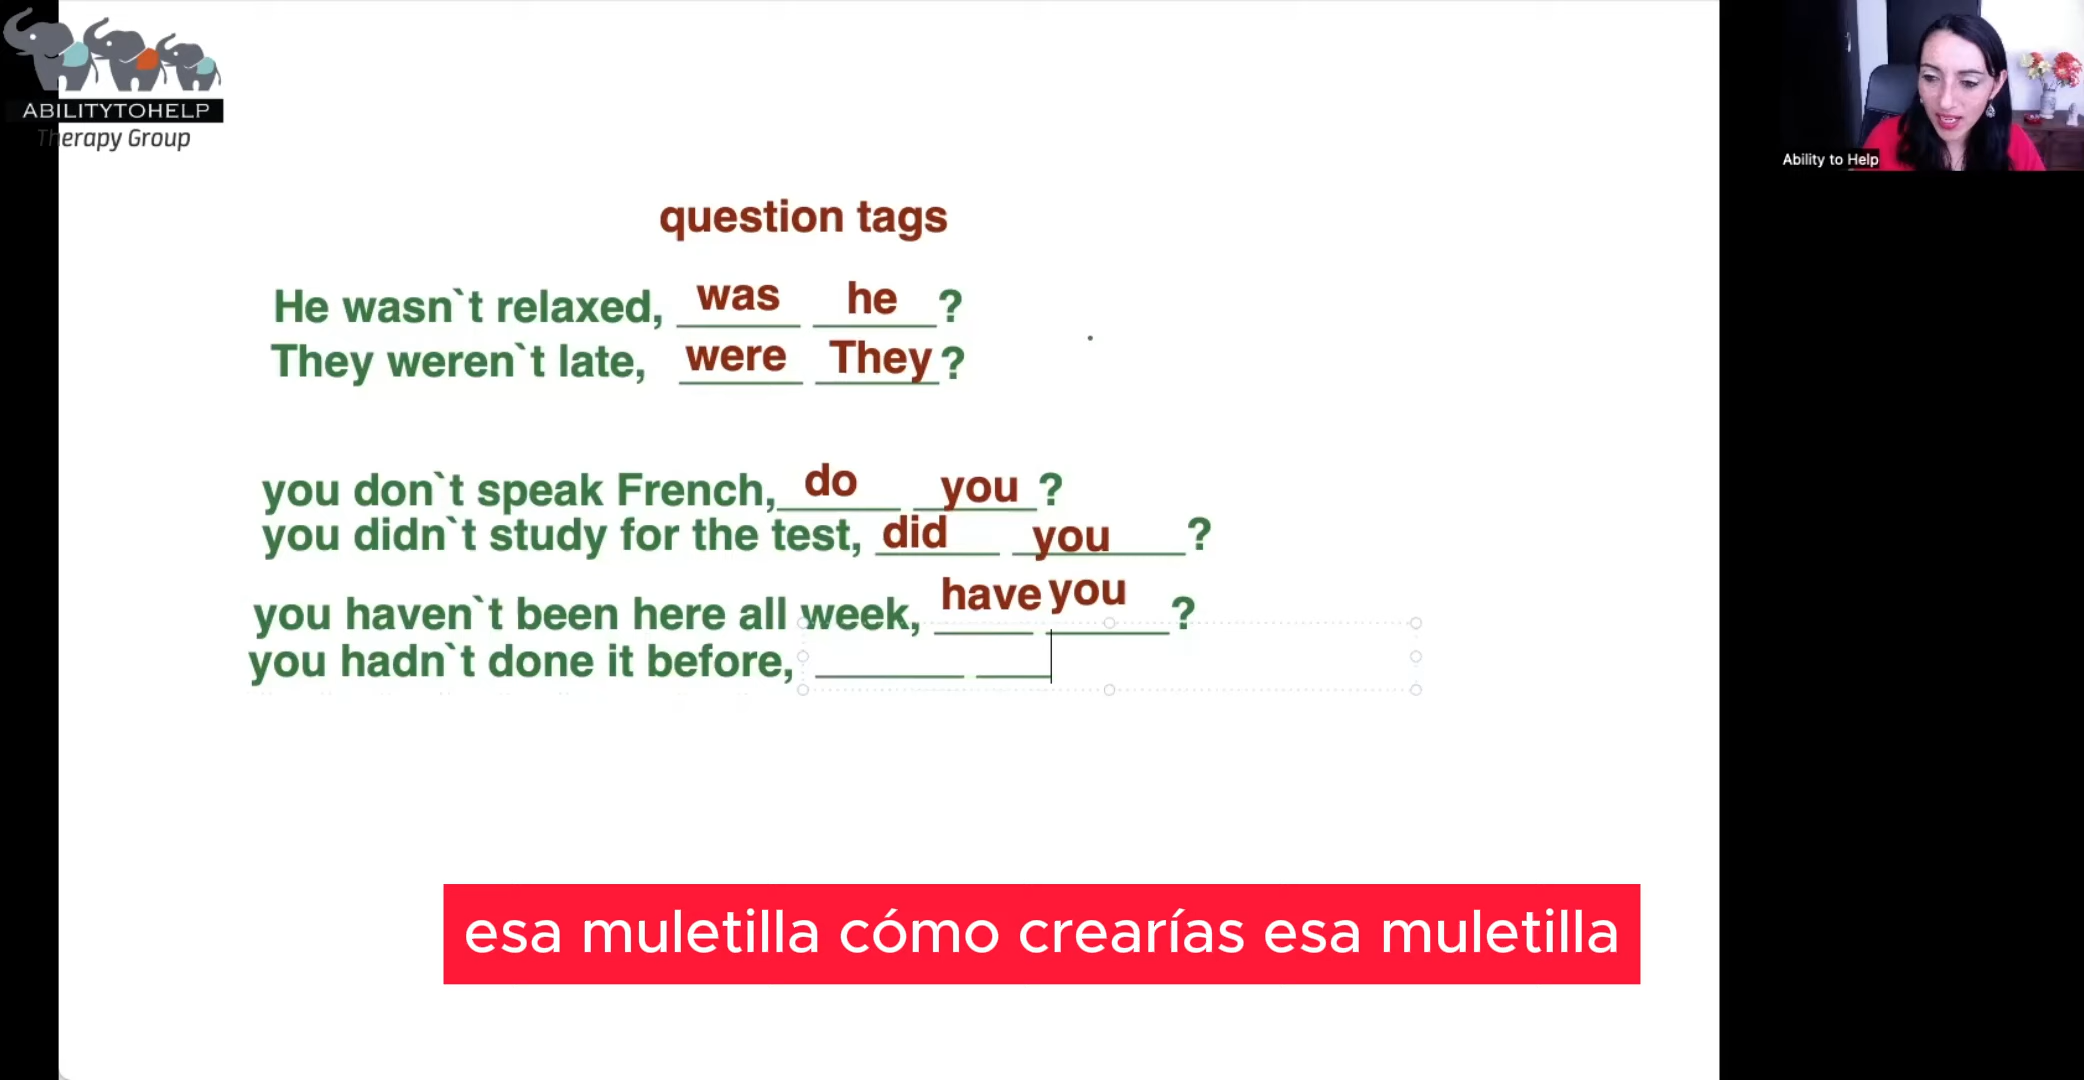 ABILITYTOHELP
Therapy Group
Ability to Help
question tags
He wasn`t relaxed, was he ?
They weren`t late, were They ?
you don`t speak French, do you ?
you didn`t study for the test, did you ?
you haven`t been here all week, have you ?
you hadn`t done it before,
esa muletilla cómo crearías esa muletilla